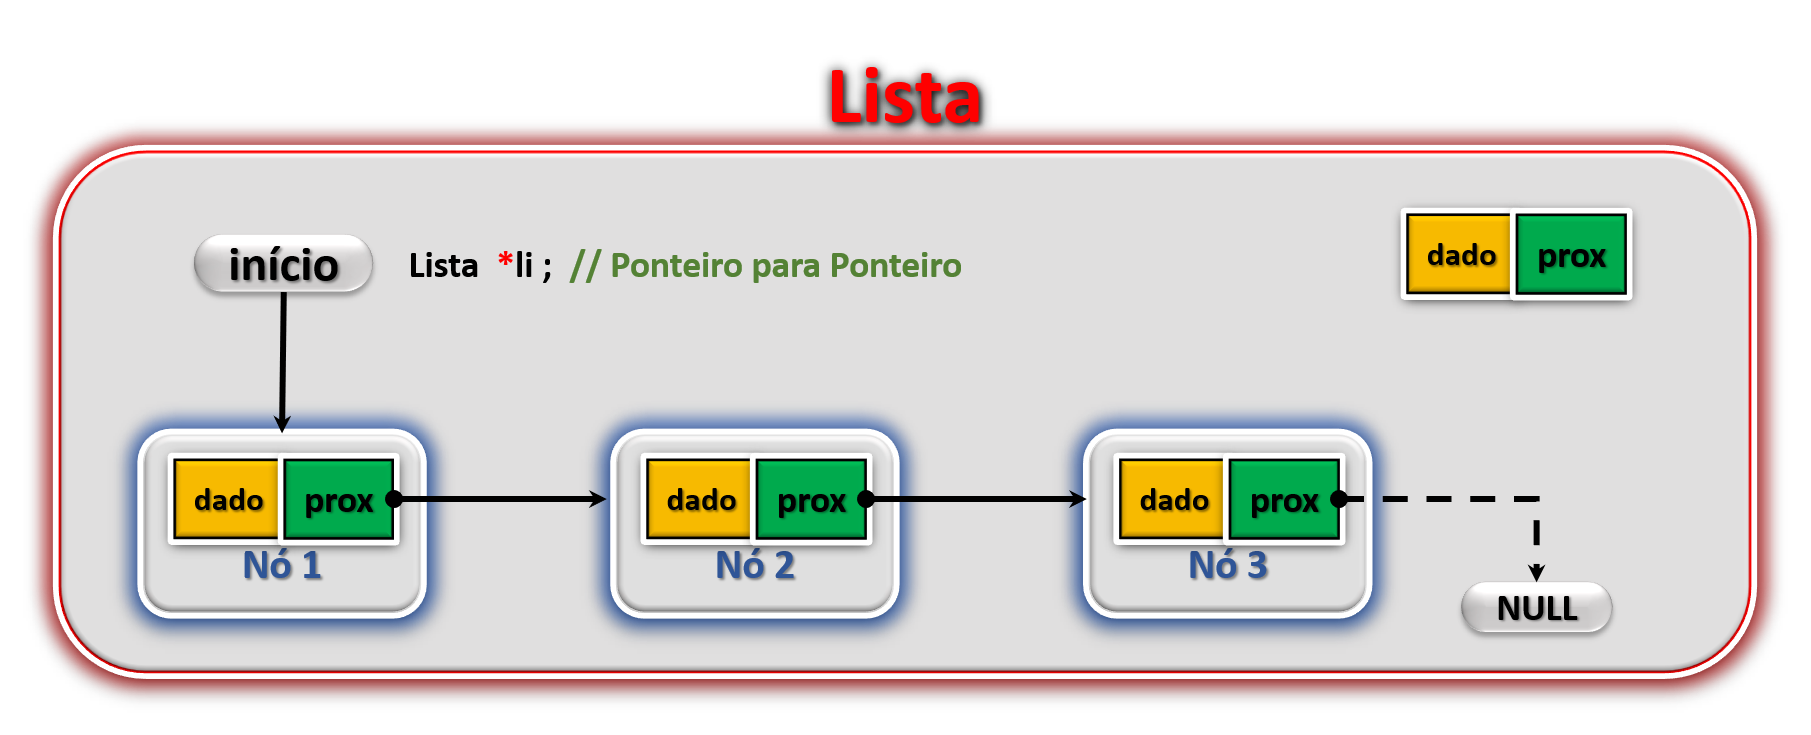 Lista
início
Lista *li ; // Ponteiro para Ponteiro
dado prox
dado prox
Nó 1
dado prox
Nó 2
dado prox
Nó 3
NULL